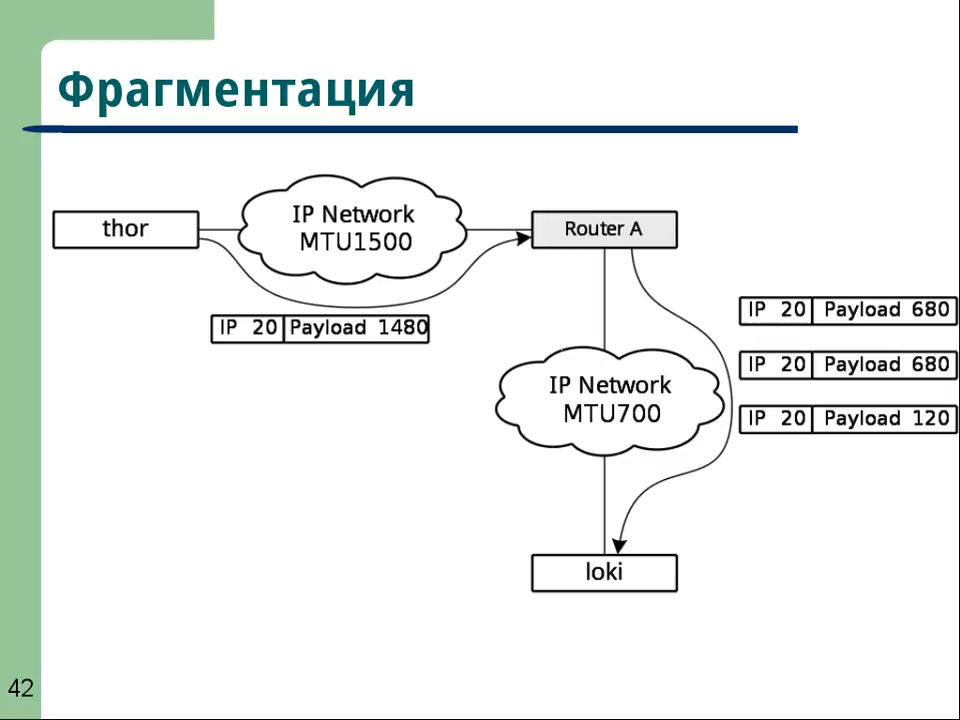 Фрагментация
thor
IP Network
MTU1500
Router A
IP 20 Payload 1480
IP 20 Payload 680
IP 20 Payload 680
IP 20 Payload 120
IP Network
MTU700
loki
42